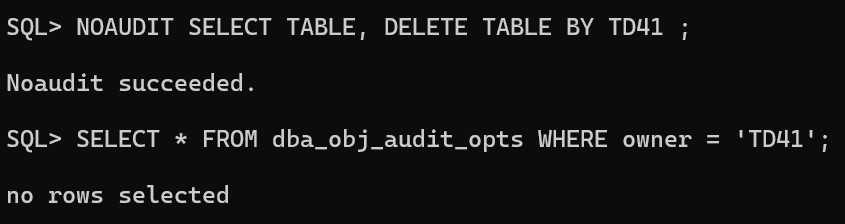 SQL> NOAUDIT SELECT TABLE, DELETE TABLE BY TD41 ;
Noaudit succeeded.
SQL> SELECT * FROM dba_obj_audit_opts WHERE owner = 'TD41';
no rows selected